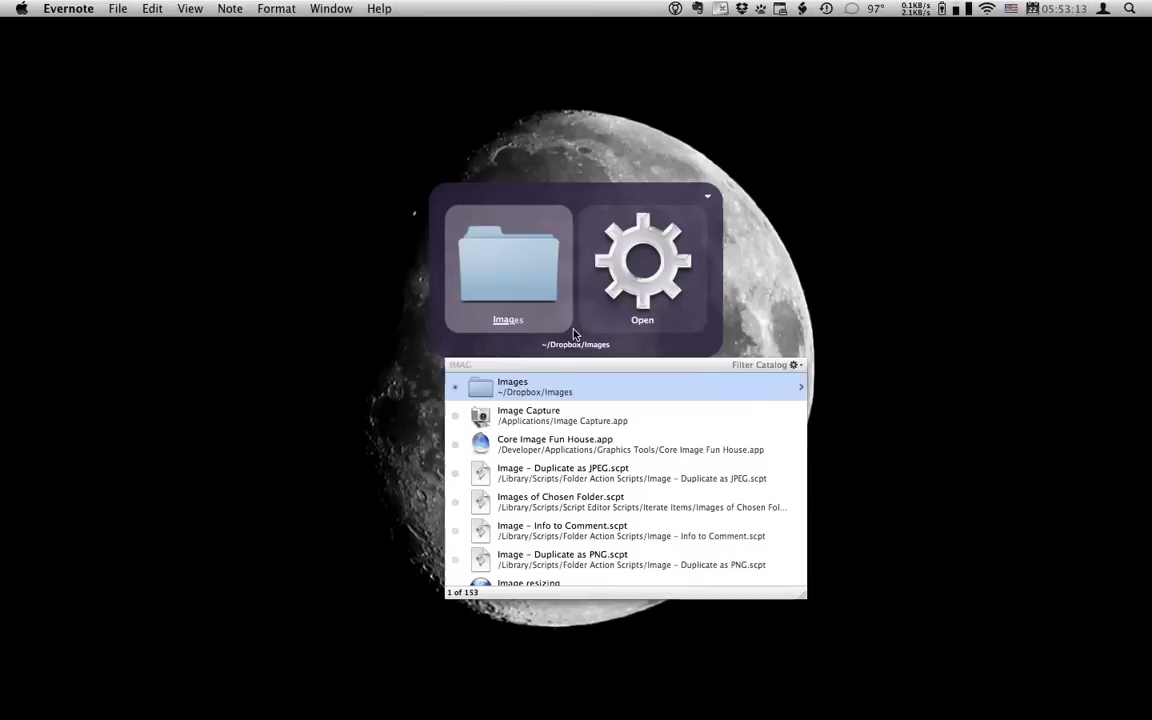 Evernote File Edit View Note Format Window Help 97° 0.1KB/s 05:53:13
2.1KB/s
Images Open
~/Dropbox/Images
IMAG Filter Catalog
Images
~/Dropbox/Images
Image Capture
/Applications/Image Capture.app
Core Image Fun House.app
/Developer/Applications/Graphics Tools/Core Image Fun House.app
Image - Duplicate as JPEG.scpt
/Library/Scripts/Folder Action Scripts/Image - Duplicate as JPEG.scpt
Images of Chosen Folder.scpt
/Library/Scripts/Script Editor Scripts/Iterate Items/Images of Chosen Fol...
Image - Info to Comment.scpt
/Library/Scripts/Folder Action Scripts/Image - Info to Comment.scpt
Image - Duplicate as PNG.scpt
/Library/Scripts/Folder Action Scripts/Image - Duplicate as PNG.scpt
Image resizing
1 of 153